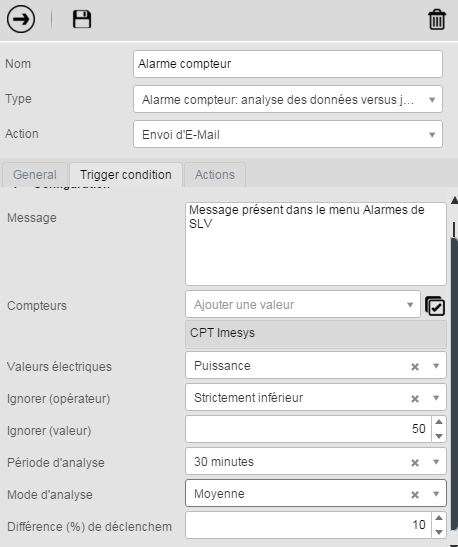 Nom Alarme compteur
Type Alarme compteur: analyse des données versus j...
Action Envoi d'E-Mail
General Trigger condition Actions
Configuration
Message Message présent dans le menu Alarmes de
SLV
Compteurs Ajouter une valeur
CPT Imesys
Valeurs électriques Puissance
Ignorer (opérateur) Strictement inférieur
Ignorer (valeur) 50
Période d'analyse 30 minutes
Mode d'analyse Moyenne
Différence (%) de déclenchem 10